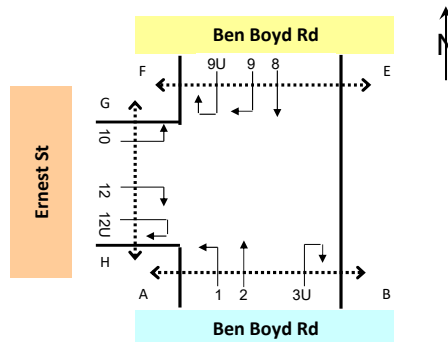 Ben Boyd Rd
N
F
9U 9 8
E
G
10
Ernest St
12
12U
H
A
1 2 3U
B
Ben Boyd Rd